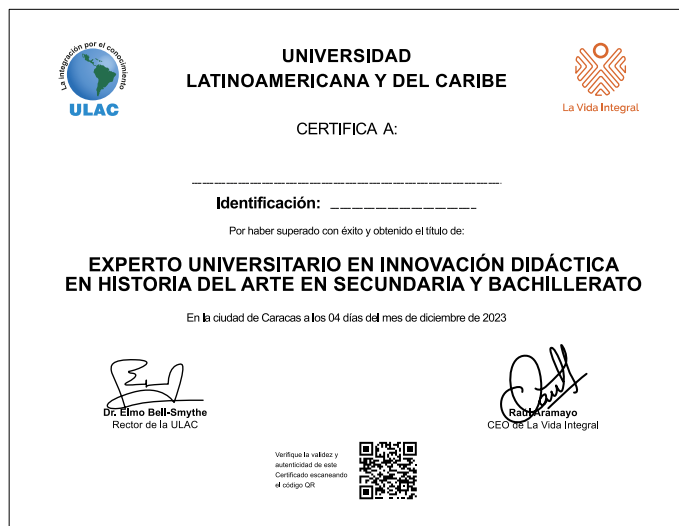 La integración por el conocimiento
ULAC
UNIVERSIDAD
LATINOAMERICANA Y DEL CARIBE
La Vida Integral
CERTIFICA A:
Identificación:
Por haber superado con éxito y obtenido el título de:
EXPERTO UNIVERSITARIO EN INNOVACIÓN DIDÁCTICA
EN HISTORIA DEL ARTE EN SECUNDARIA Y BACHILLERATO
En la ciudad de Caracas a los 04 días del mes de diciembre de 2023
Dr. Elmo Bell-Smythe
Rector de la ULAC
Raúl Aramayo
CEO de La Vida Integral
Verifique la validez y
autenticidad de este
Certificado escaneando
el código QR